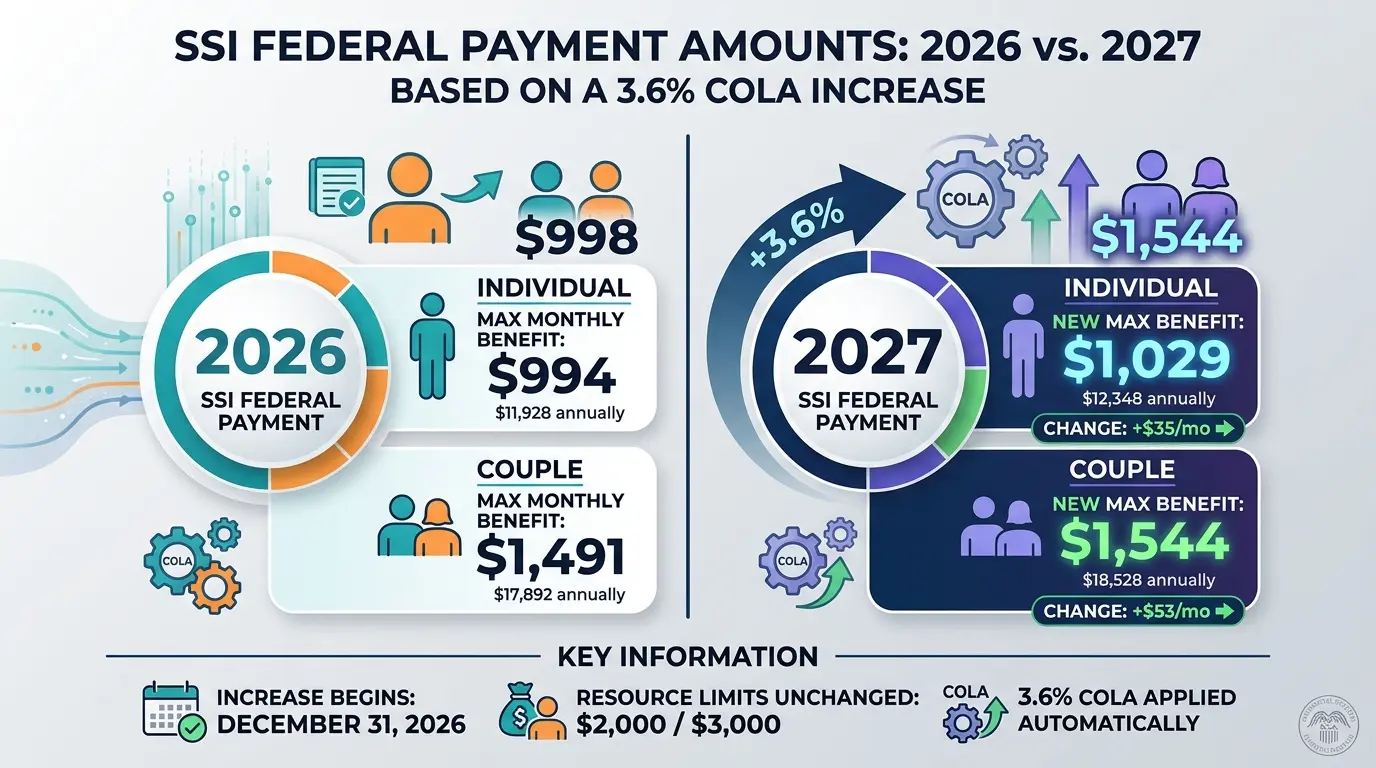 SSI FEDERAL PAYMENT AMOUNTS: 2026 vs. 2027
BASED ON A 3.6% COLA INCREASE
$998
2026
SSI FEDERAL
PAYMENT
INDIVIDUAL
MAX MONTHLY
BENEFIT:
$994
$11,928 annually
COUPLE
MAX MONTHLY
BENEFIT:
$1,491
$17,892 annually
COLA
+3.6%
COLA
$1,544
2027
SSI FEDERAL
PAYMENT
INDIVIDUAL
NEW MAX BENEFIT:
$1,029
$12,348 annually
CHANGE: +$35/mo
COUPLE
NEW MAX BENEFIT:
$1,544
$18,528 annually
CHANGE: +$53/mo
COLA
KEY INFORMATION
INCREASE BEGINS:
DECEMBER 31, 2026
$
RESOURCE LIMITS UNCHANGED:
$2,000 / $3,000
COLA
3.6% COLA APPLIED
AUTOMATICALLY